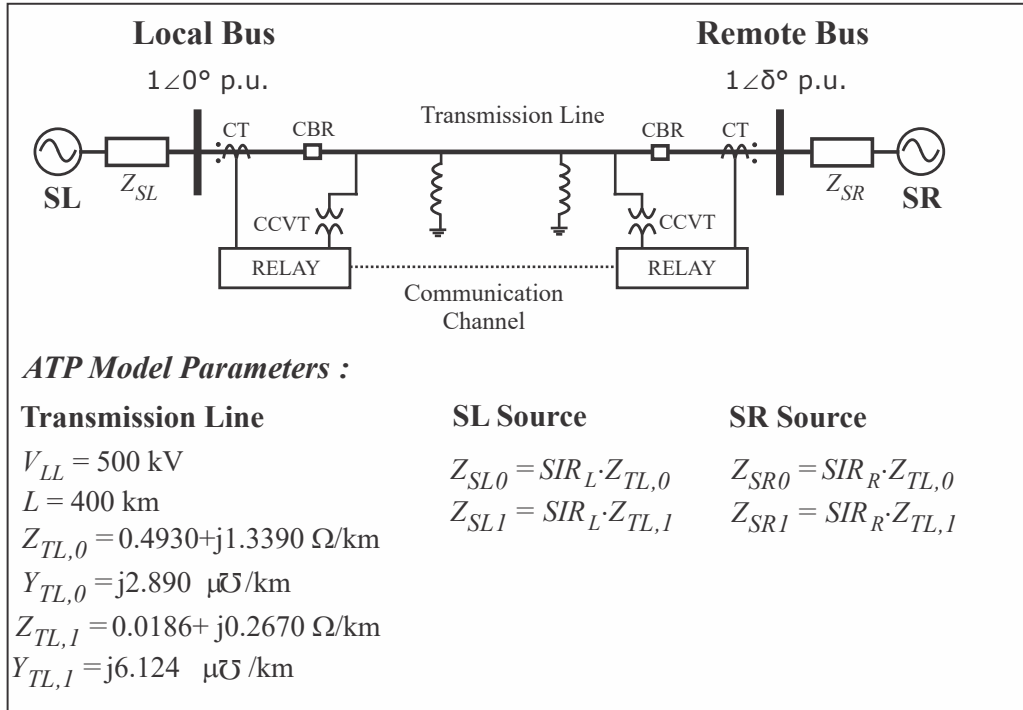 Local Bus
Remote Bus
1∠0° p.u.
1∠δ° p.u.
CT
CBR
Transmission Line
CBR
CT
Z_SL
Z_SR
SL
SR
CCVT
CCVT
RELAY
RELAY
Communication
Channel
ATP Model Parameters :
Transmission Line
V_LL = 500 kV
L = 400 km
Z_TL,0 = 0.4930+j1.3390 Ω/km
Y_TL,0 = j2.890 μ℧/km
Z_TL,1 = 0.0186+ j0.2670 Ω/km
Y_TL,1 = j6.124 μ℧/km
SL Source
Z_SL0 = SIR_L·Z_TL,0
Z_SL1 = SIR_L·Z_TL,1
SR Source
Z_SR0 = SIR_R·Z_TL,0
Z_SR1 = SIR_R·Z_TL,1